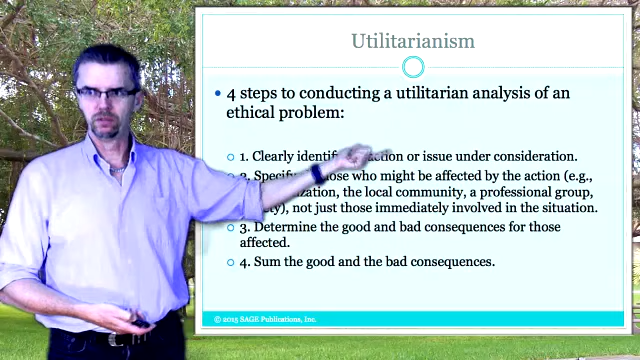 Utilitarianism
• 4 steps to conducting a utilitarian analysis of an
ethical problem:
1. Clearly identif action or issue under consideration.
2. Specify those who might be affected by the action (e.g.,
the local community, a professional group,
not just those immediately involved in the situation.
3. Determine the good and bad consequences for those
affected.
4. Sum the good and the bad consequences.
© 2015 SAGE Publications, Inc.